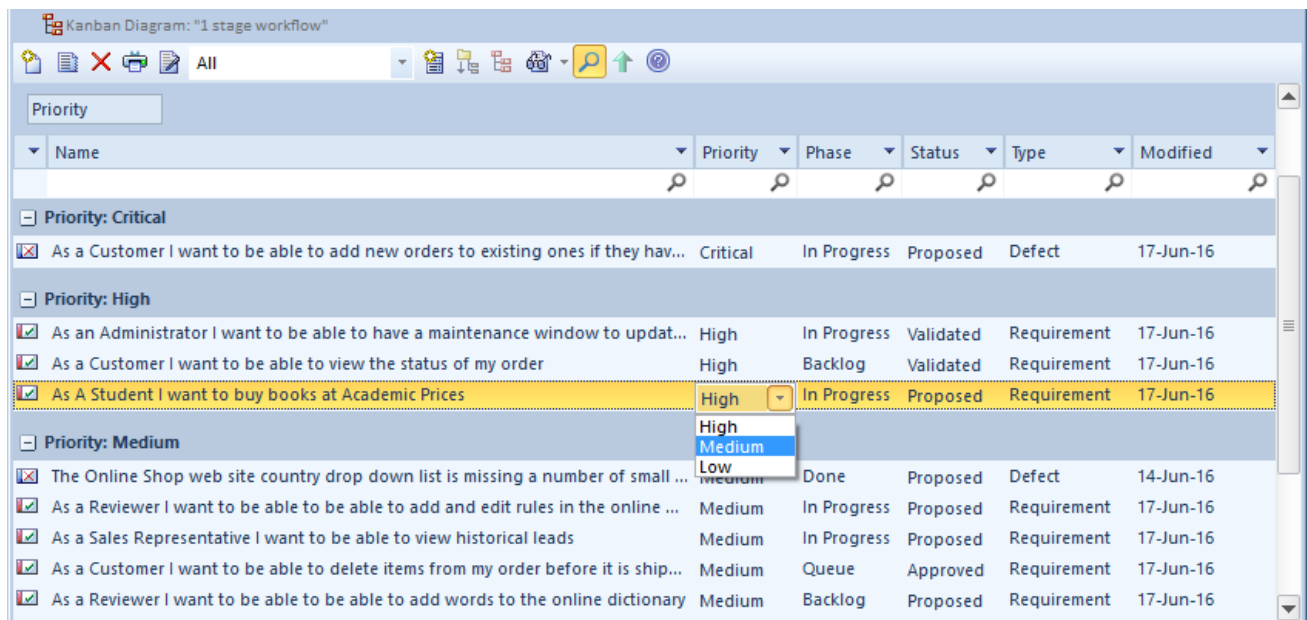 Kanban Diagram: "1 stage workflow"
All
Priority
Name Priority Phase Status Type Modified
Priority: Critical
As a Customer I want to be able to add new orders to existing ones if they hav... Critical In Progress Proposed Defect 17-Jun-16
Priority: High
As an Administrator I want to be able to have a maintenance window to updat... High In Progress Validated Requirement 17-Jun-16
As a Customer I want to be able to view the status of my order High Backlog Validated Requirement 17-Jun-16
As A Student I want to buy books at Academic Prices High In Progress Proposed Requirement 17-Jun-16
High
Priority: Medium Medium
Low
The Online Shop web site country drop down list is missing a number of small ... Medium Done Proposed Defect 14-Jun-16
As a Reviewer I want to be able to be able to add and edit rules in the online ... Medium In Progress Proposed Requirement 17-Jun-16
As a Sales Representative I want to be able to view historical leads Medium In Progress Proposed Requirement 17-Jun-16
As a Customer I want to be able to delete items from my order before it is ship... Medium Queue Approved Requirement 17-Jun-16
As a Reviewer I want to be able to be able to add words to the online dictionary Medium Backlog Proposed Requirement 17-Jun-16